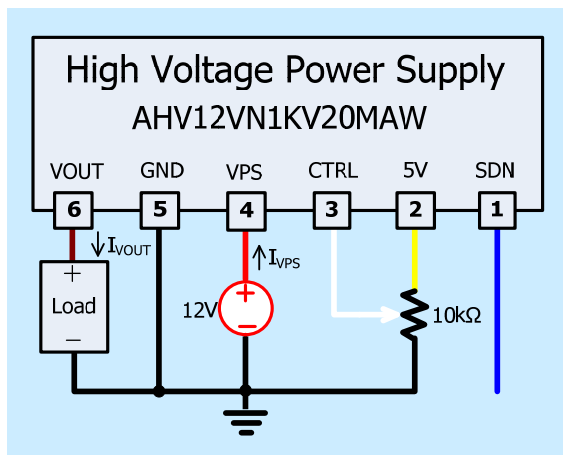 High Voltage Power Supply
AHV12VN1KV20MAW
VOUT GND VPS CTRL 5V SDN
6 5 4 3 2 1
↓IVOUT ↑IVPS
+ +
Load 12V 10kΩ
− −